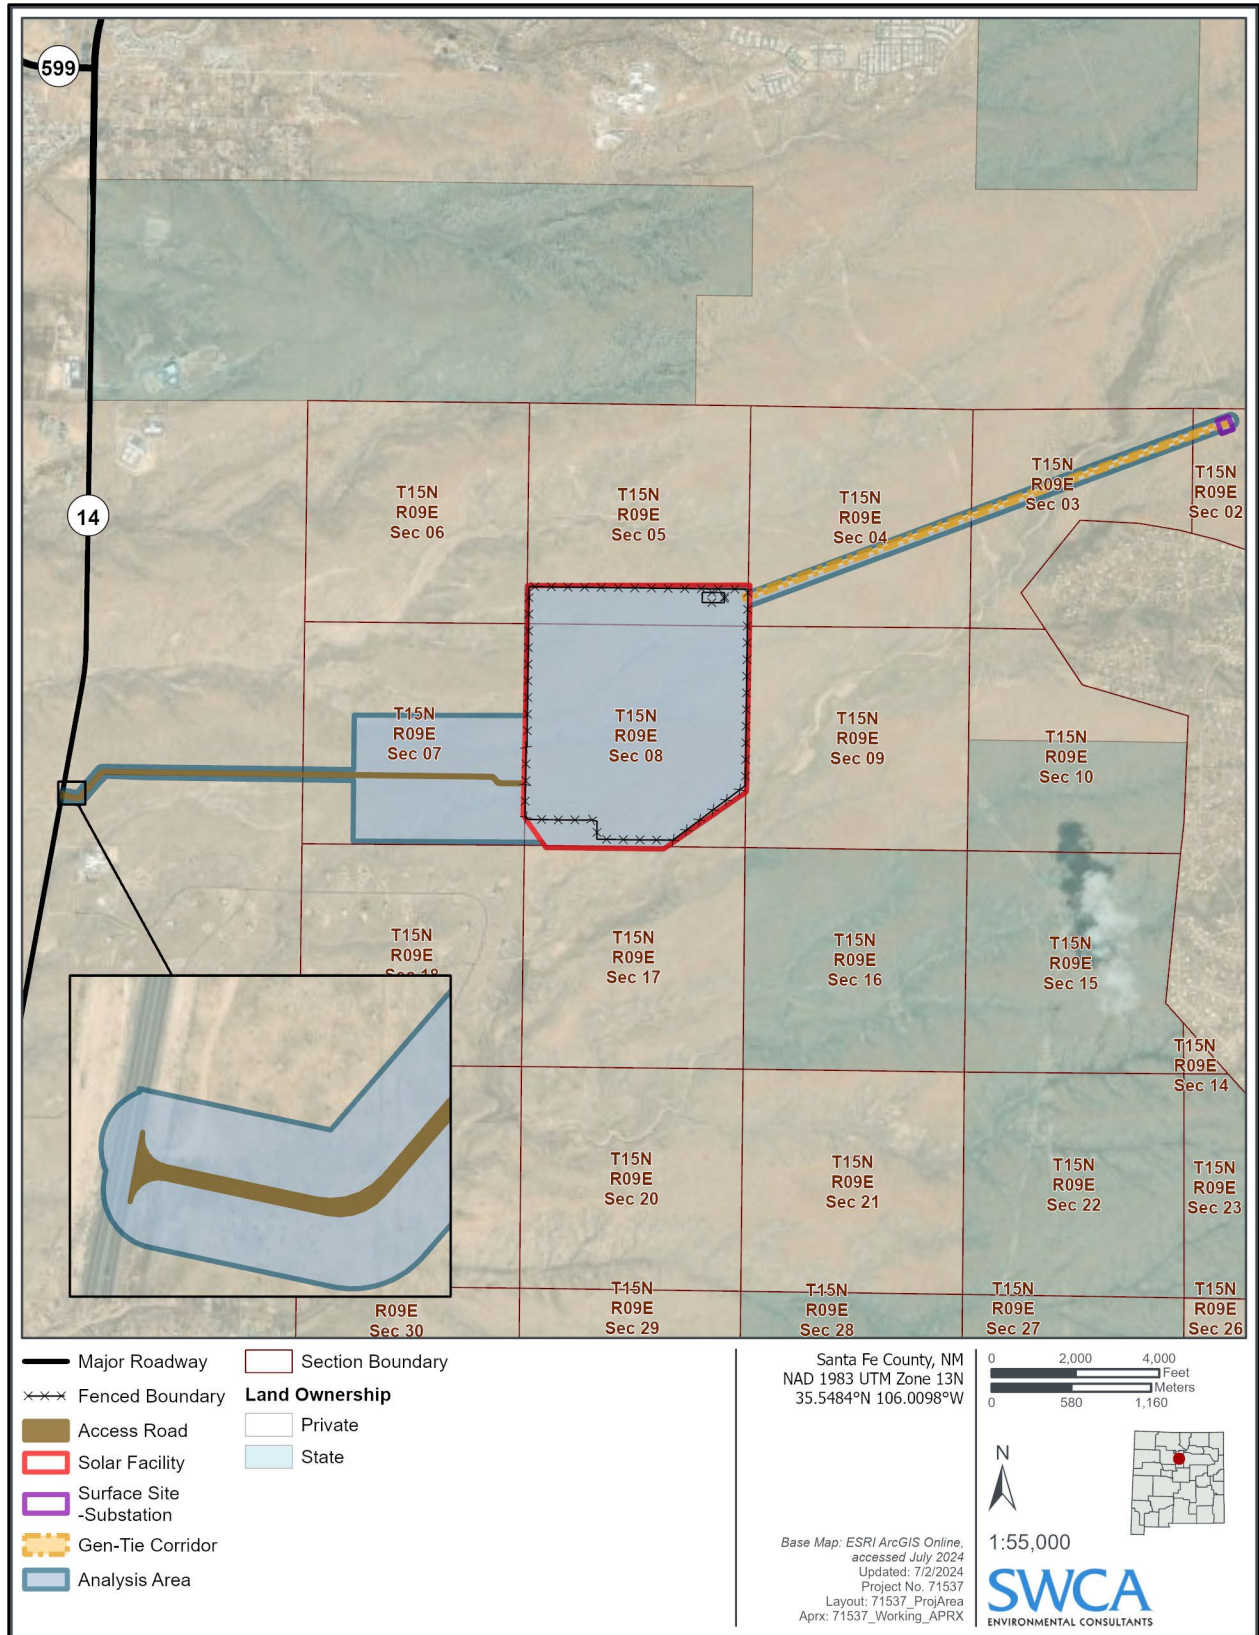 599
14
T15N
R09E
Sec 06
T15N
R09E
Sec 05
T15N
R09E
Sec 04
T15N
R09E
Sec 03
T15N
R09E
Sec 02
T15N
R09E
Sec 07
T15N
R09E
Sec 08
T15N
R09E
Sec 09
T15N
R09E
Sec 10
T15N
R09E
Sec 18
T15N
R09E
Sec 17
T15N
R09E
Sec 16
T15N
R09E
Sec 15
T15N
R09E
Sec 14
T15N
R09E
Sec 20
T15N
R09E
Sec 21
T15N
R09E
Sec 22
T15N
R09E
Sec 23
R09E
Sec 30
T15N
R09E
Sec 29
T15N
R09E
Sec 28
T15N
R09E
Sec 27
T15N
R09E
Sec 26
Major Roadway
Fenced Boundary
Access Road
Solar Facility
Surface Site
-Substation
Gen-Tie Corridor
Analysis Area
Section Boundary
Land Ownership
Private
State
Santa Fe County, NM
NAD 1983 UTM Zone 13N
35.5484°N 106.0098°W
Base Map: ESRI ArcGIS Online,
accessed July 2024
Updated: 7/2/2024
Project No. 71537
Layout: 71537_ProjArea
Aprx: 71537_Working_APRX
0 2,000 4,000
Feet
Meters
0 580 1,160
N
1:55,000
SWCA
ENVIRONMENTAL CONSULTANTS